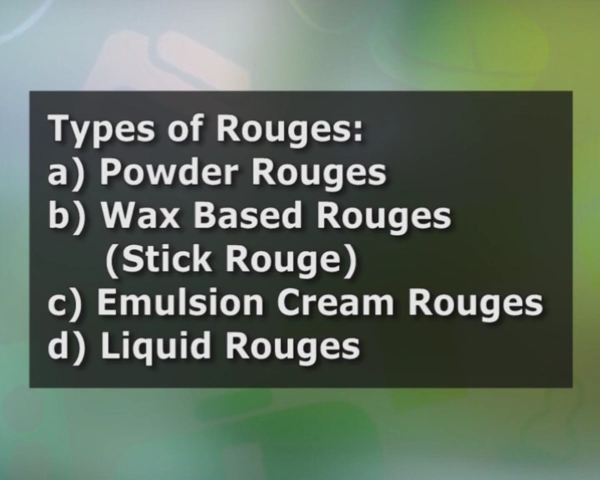 Types of Rouges:
a) Powder Rouges
b) Wax Based Rouges
(Stick Rouge)
c) Emulsion Cream Rouges
d) Liquid Rouges